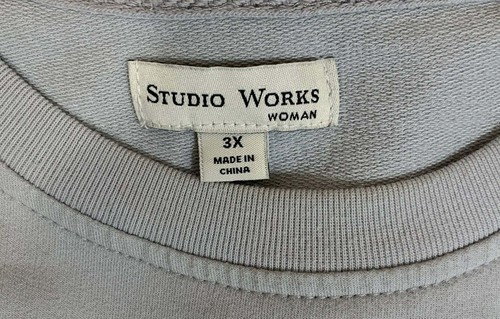 STUDIO WORKS
WOMAN
3X
MADE IN
CHINA